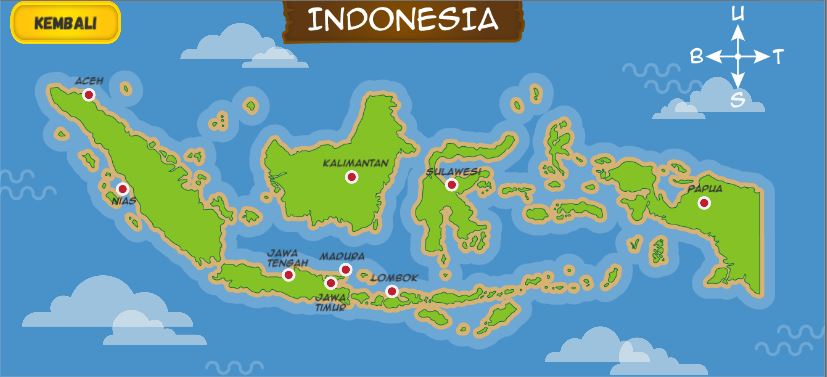 KEMBALI
INDONESIA
U
B
T
S
ACEH
NIAS
KALIMANTAN
SULAWESI
PAPUA
JAWA
TENGAH
MADURA
JAWA
TIMUR
LOMBOK